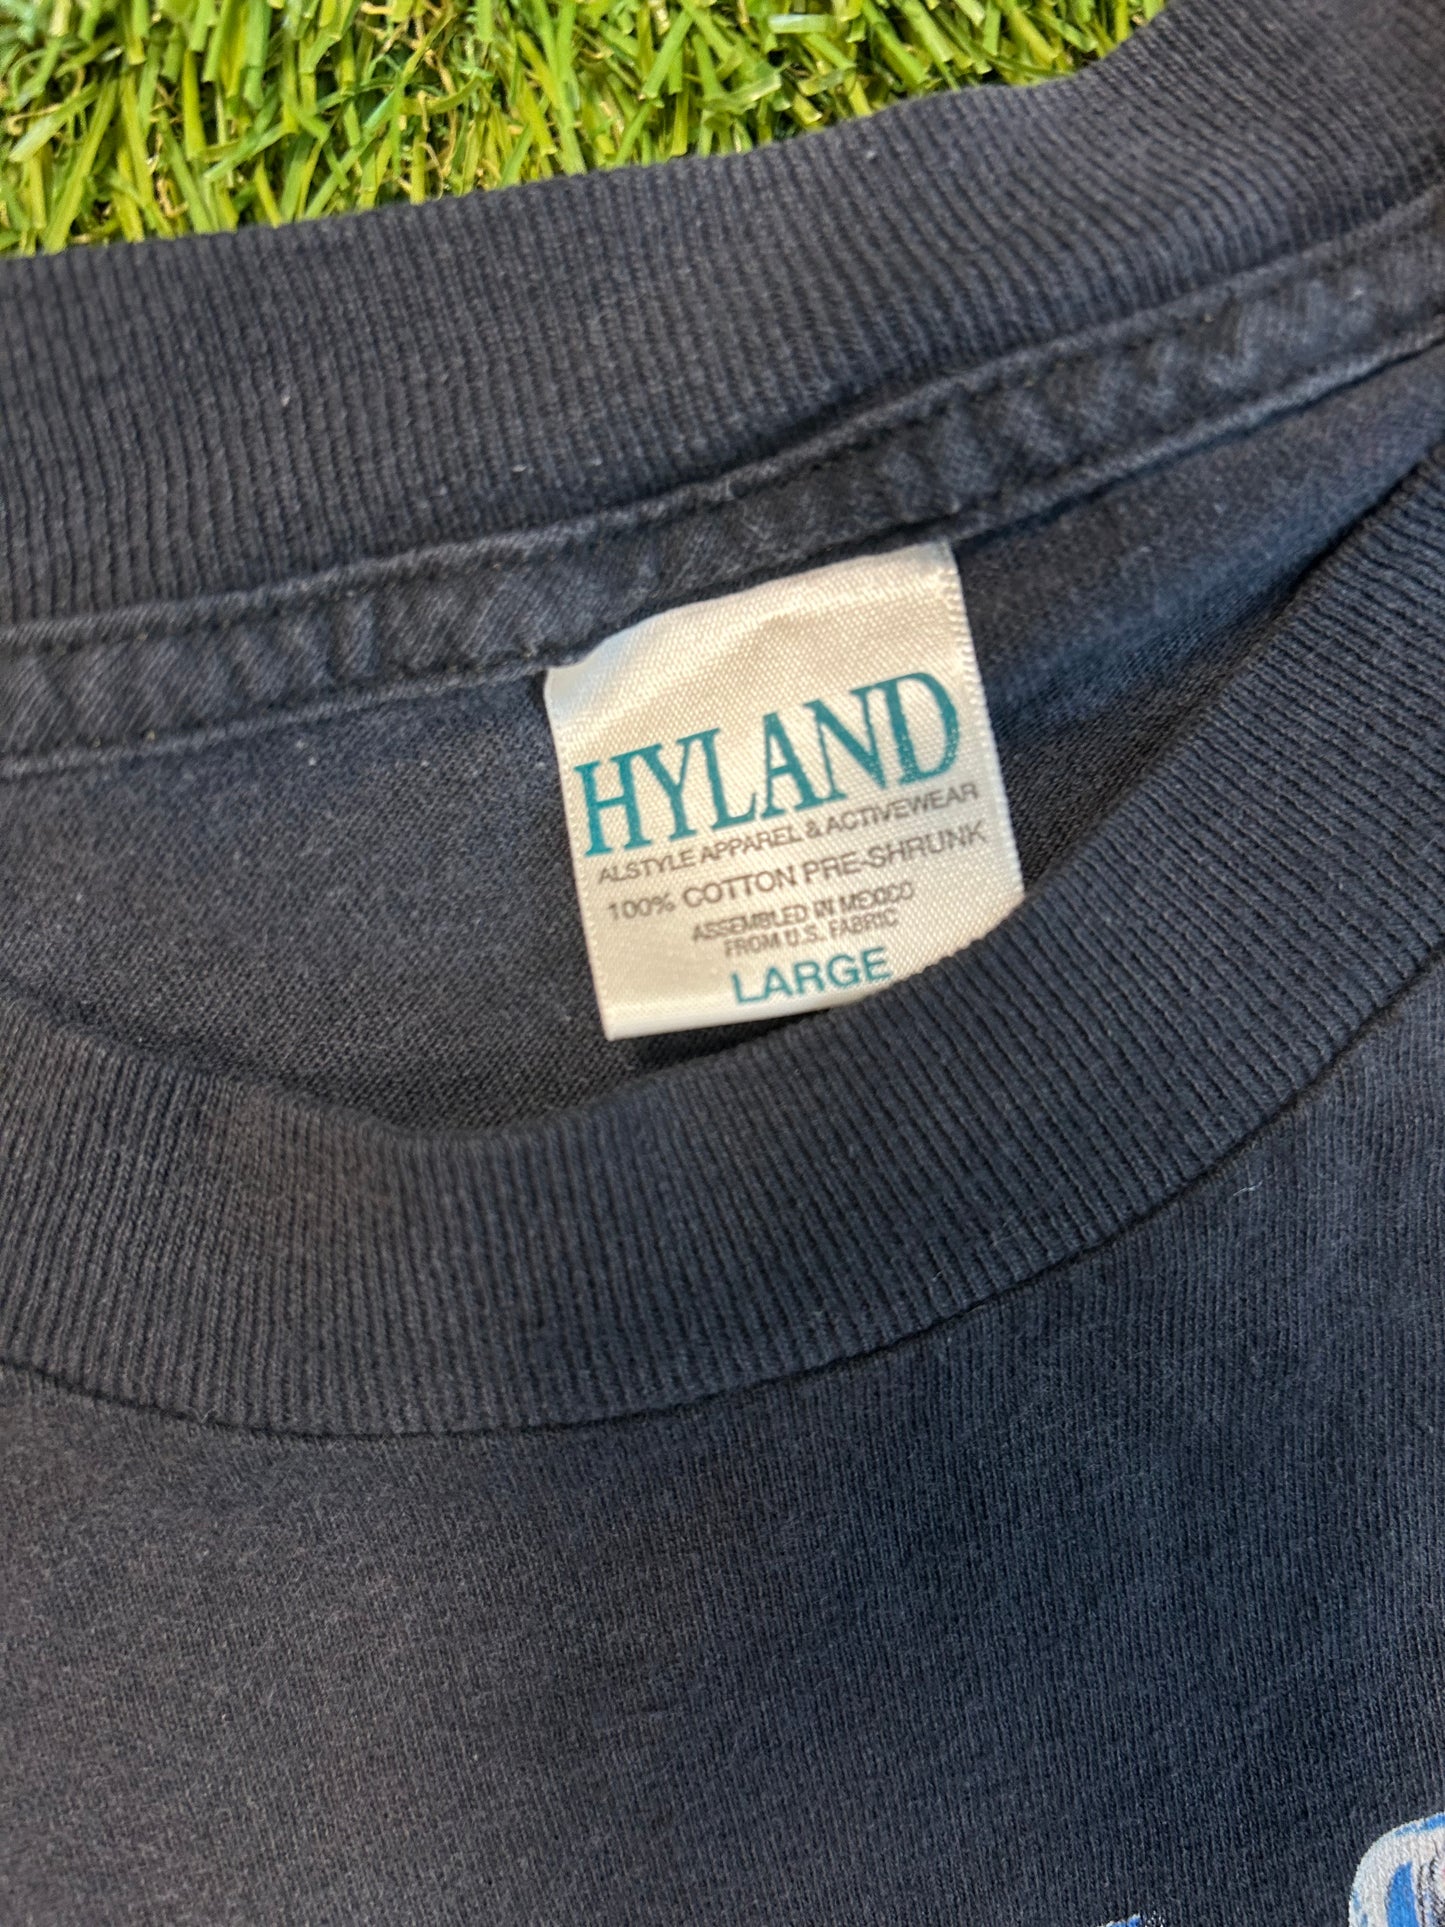 HYLAND
ALSTYLE APPAREL & ACTIVEWEAR
100% COTTON PRE-SHRUNK
ASSEMBLED IN MEXICO
FROM U.S. FABRIC
LARGE